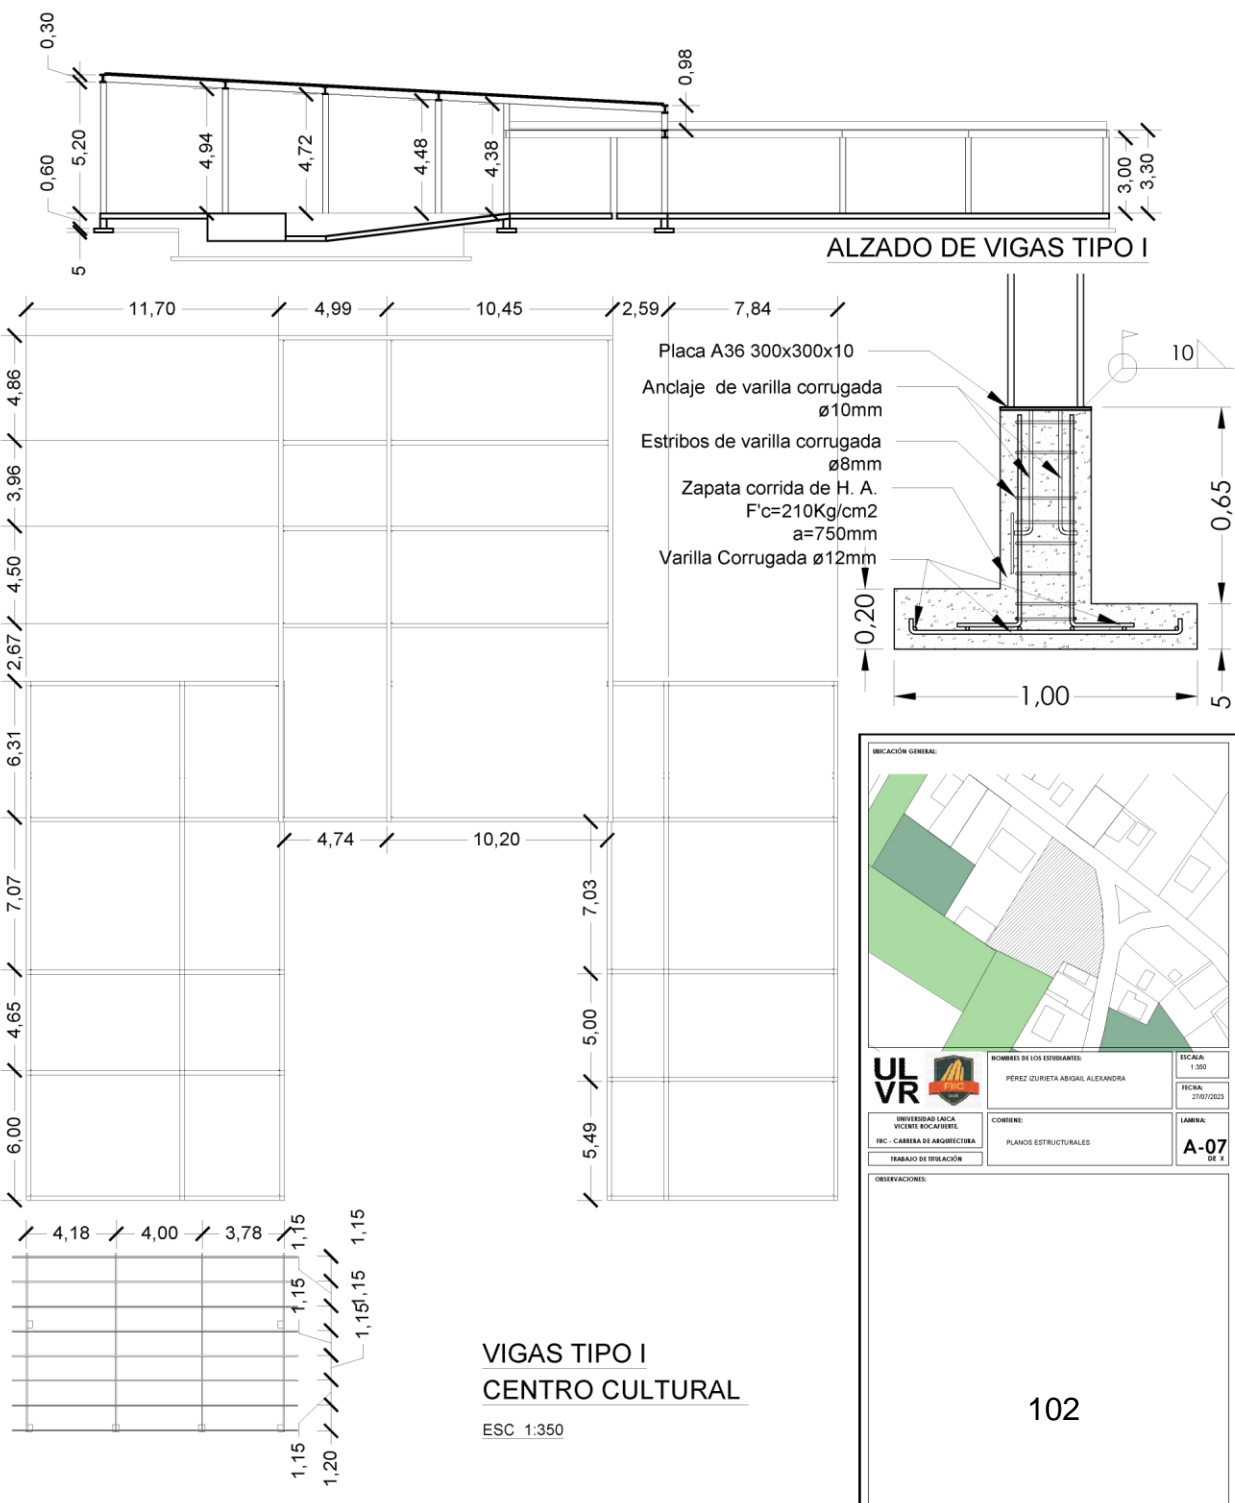 0,30
5,20
0,60
5
4,94
4,72
4,48
4,38
0,98
3,00
3,30
ALZADO DE VIGAS TIPO I
11,70
4,99
10,45
2,59
7,84
4,86
3,96
4,50
2,67
6,31
7,07
4,65
6,00
4,74
10,20
7,03
5,00
5,49
Placa A36 300x300x10
Anclaje de varilla corrugada
ø10mm
Estribos de varilla corrugada
ø8mm
Zapata corrida de H. A.
F'c=210Kg/cm2
a=750mm
Varilla Corrugada ø12mm
10
0,65
0,20
1,00
5
UBICACIÓN GENERAL:
UL
VR
FIIC
NOMBRES DE LOS ESTUDIANTES:
PÉREZ IZURIETA ABIGAIL ALEXANDRA
ESCALA:
1:350
FECHA:
27/07/2023
UNIVERSIDAD LAICA
VICENTE ROCAFUERTE.
FIIC - CARRERA DE ARQUITECTURA
TRABAJO DE TITULACIÓN
CONTIENE:
PLANOS ESTRUCTURALES
LAMINA:
A-07
DE X
OBSERVACIONES:
102
4,18
4,00
3,78
1,15
1,15
1,15
1,15
1,15
1,15
1,20
VIGAS TIPO I
CENTRO CULTURAL
ESC 1:350